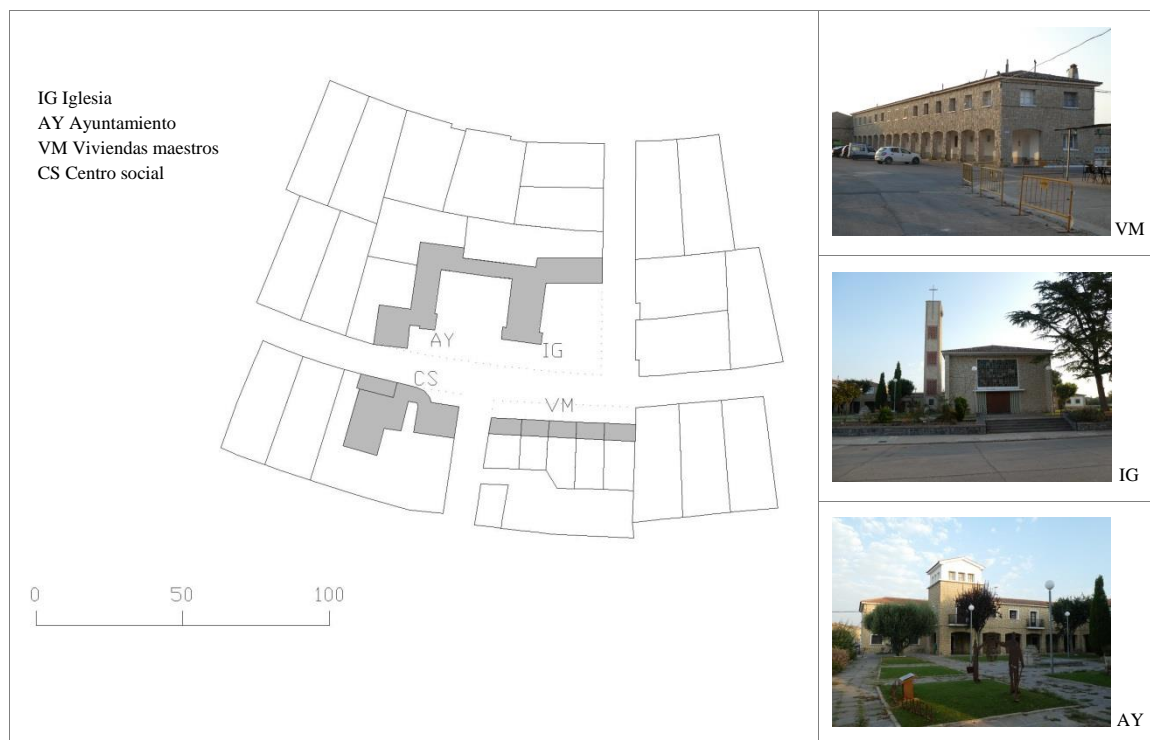 IG Iglesia
AY Ayuntamiento
VM Viviendas maestros
CS Centro social
AY
IG
CS
VM
0 50 100
VM
IG
AY